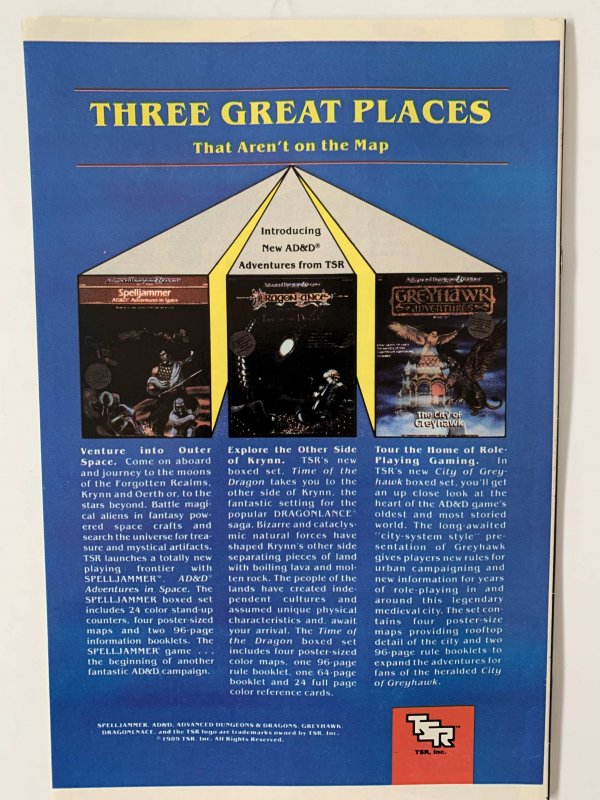 THREE GREAT PLACES
That Aren't on the Map
Introducing
New AD&D®
Adventures from TSR
Advanced Dungeons & Dragons
Spelljammer
AD&D Adventures in Space
Advanced Dungeons & Dragons
DRAGONLANCE
Advanced Dungeons & Dragons
GREYHAWK
ADVENTURES
The City of
Greyhawk
Venture into Outer
Space. Come on aboard
and journey to the moons
of the Forgotten Realms,
Krynn and Oerth or, to the
stars beyond. Battle magi-
cal aliens in fantasy pow-
ered space crafts and
search the universe for trea-
sure and mystical artifacts.
TSR launches a totally new
playing frontier with
SPELLJAMMER™. AD&D®
Adventures in Space. The
SPELLJAMMER boxed set
includes 24 color stand-up
counters, four poster-sized
maps and two 96-page
information booklets. The
SPELLJAMMER game . . .
the beginning of another
fantastic AD&D campaign.
Explore the Other Side
of Krynn. TSR's new
boxed set, Time of the
Dragon takes you to the
other side of Krynn, the
fantastic setting for the
popular DRAGONLANCE
saga. Bizarre and cataclys-
mic natural forces have
shaped Krynn's other side
separating pieces of land
with boiling lava and mol-
ten rock. The people of the
lands have created inde-
pendent cultures and
assumed unique physical
characteristics and, await
your arrival. The Time of
the Dragon boxed set
includes four poster-sized
color maps, one 96-page
rule booklet, one 64-page
booklet and 24 full page
color reference cards.
Tour the Home of Role-
Playing Gaming. In
TSR's new City of Grey-
hawk boxed set, you'll get
an up close look at the
heart of the AD&D game's
oldest and most storied
world. The long-awaited
"city-system style" pre-
sentation of Greyhawk
gives players new rules for
urban campaigning and
new information for years
of role-playing in and
around this legendary
medieval city. The set con-
tains four poster-size
maps providing rooftop
detail of the city and two
96-page rule booklets to
expand the adventures for
fans of the heralded City
of Greyhawk.
SPELLJAMMER, AD&D, ADVANCED DUNGEONS & DRAGONS, GREYHAWK,
DRAGONLNACE, and the TSR logo are trademarks owned by TSR, Inc.
©1989 TSR, Inc. All Rights Reserved.
TSR™
TSR, Inc.